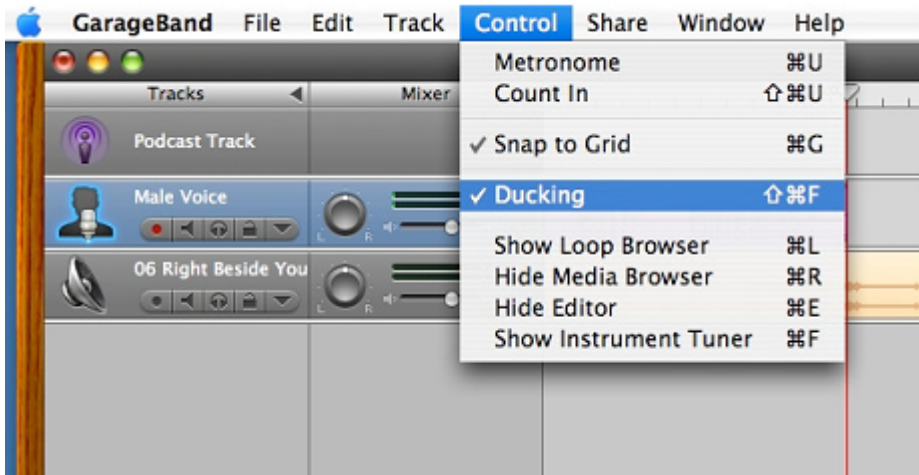 GarageBand File Edit Track Control Share Window Help
Metronome ⌘U
Count In ⇧⌘U
✓ Snap to Grid ⌘G
✓ Ducking ⇧⌘F
Show Loop Browser ⌘L
Hide Media Browser ⌘R
Hide Editor ⌘E
Show Instrument Tuner ⌘F
Tracks Mixer
Podcast Track
Male Voice
L R
06 Right Beside You
L R